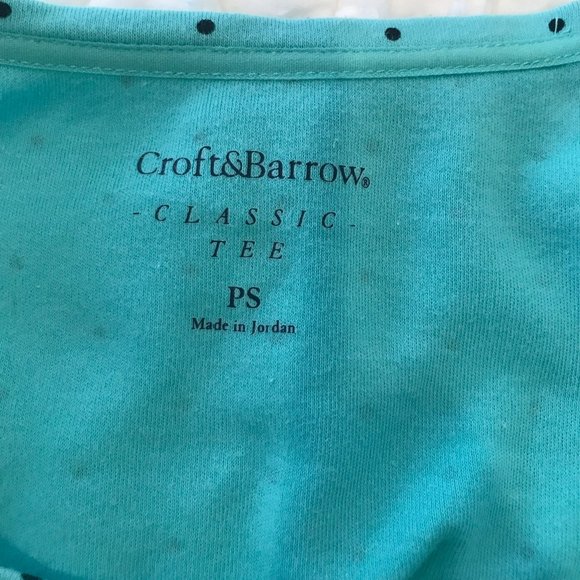 Croft&Barrow®
- CLASSIC -
TEE
PS
Made in Jordan